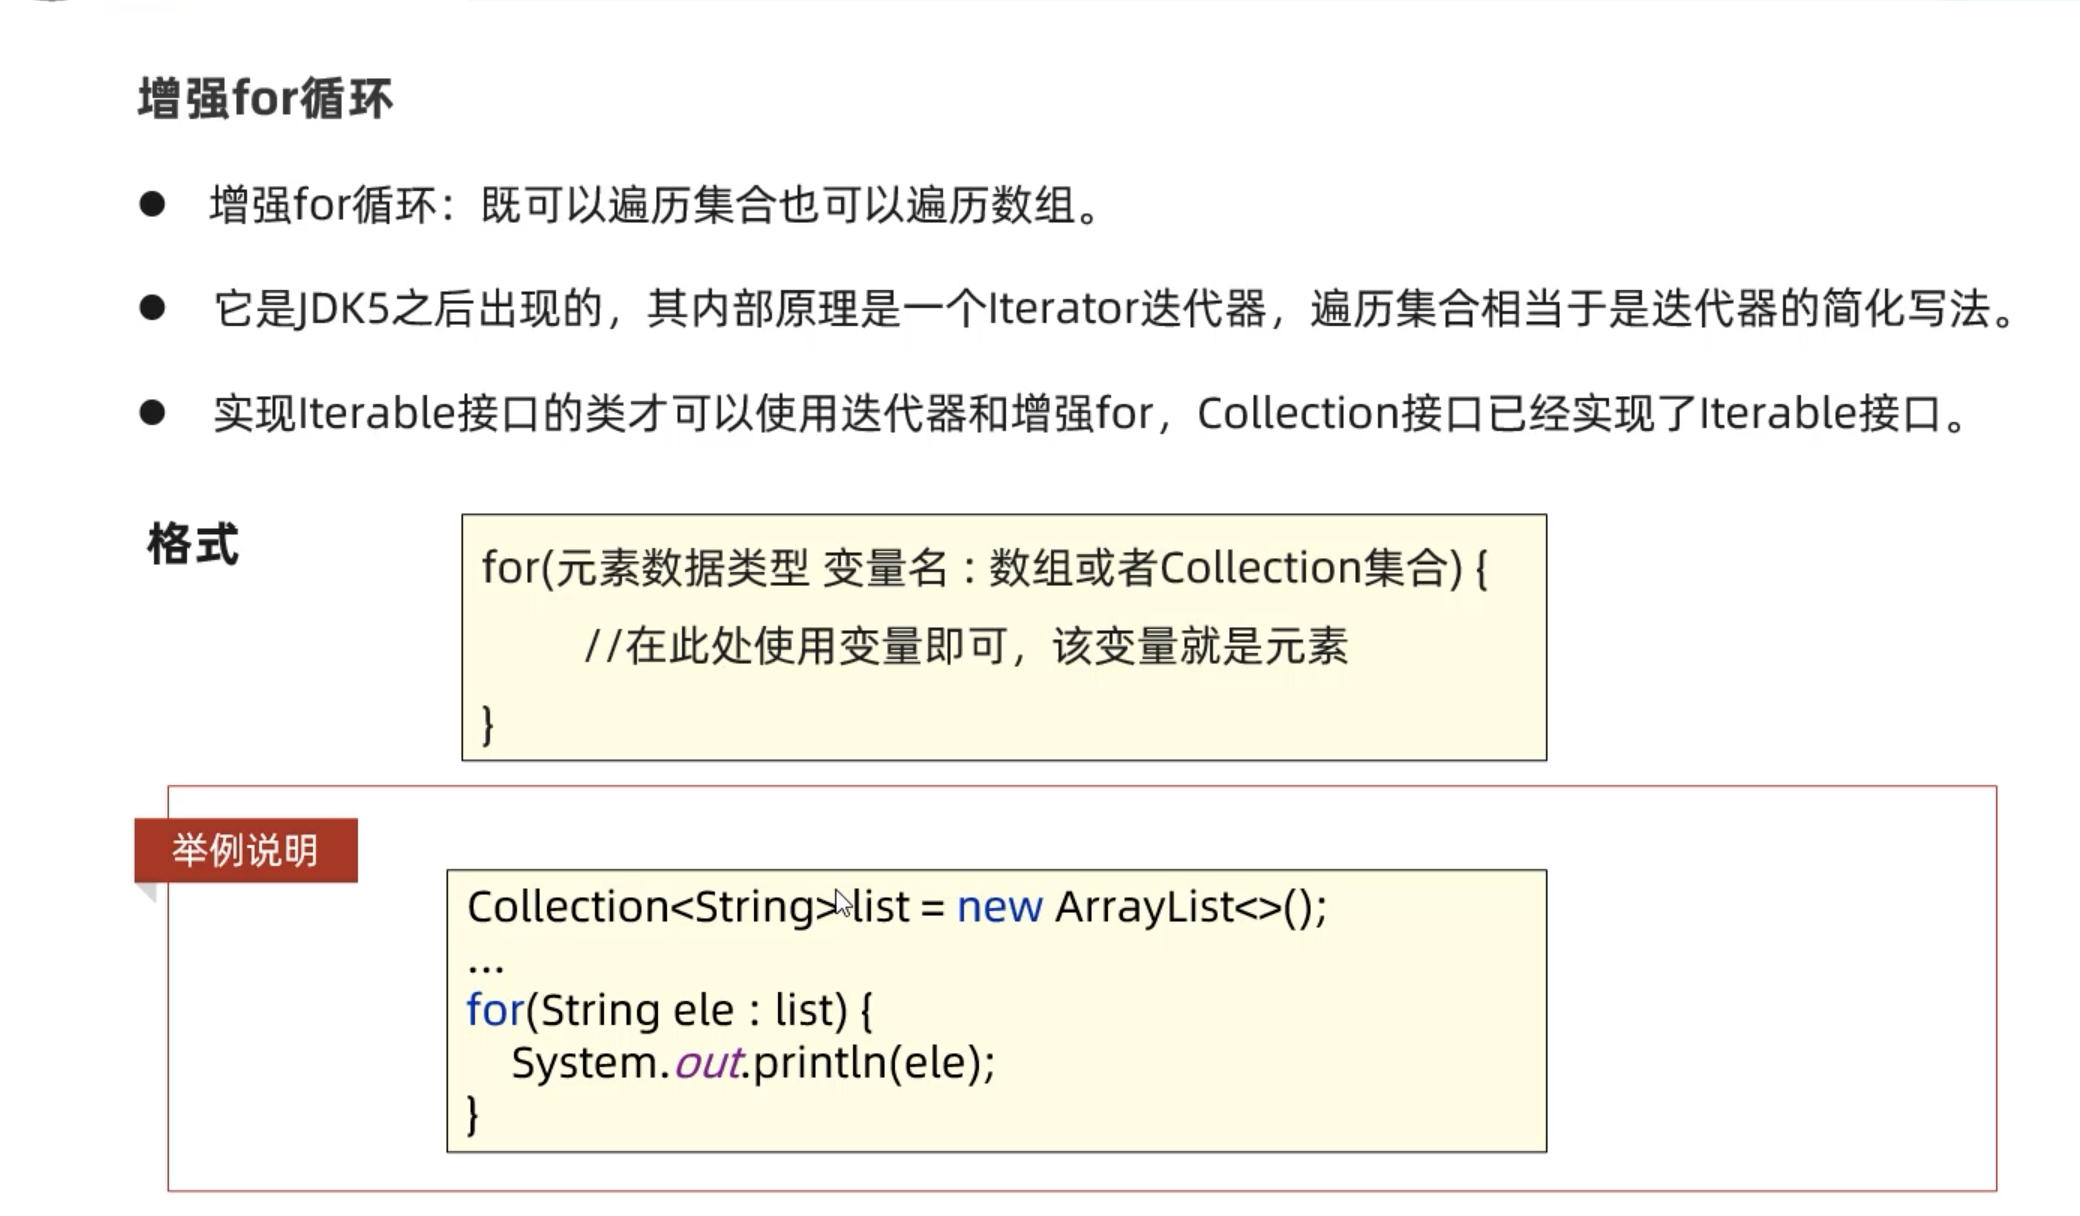 增强for循环
增强for循环：既可以遍历集合也可以遍历数组。
它是JDK5之后出现的，其内部原理是一个Iterator迭代器，遍历集合相当于是迭代器的简化写法。
实现Iterable接口的类才可以使用迭代器和增强for，Collection接口已经实现了Iterable接口。
格式
for(元素数据类型 变量名 : 数组或者Collection集合) {
//在此处使用变量即可，该变量就是元素
}
举例说明
Collection<String> list = new ArrayList<>();
...
for(String ele : list) {
System.out.println(ele);
}